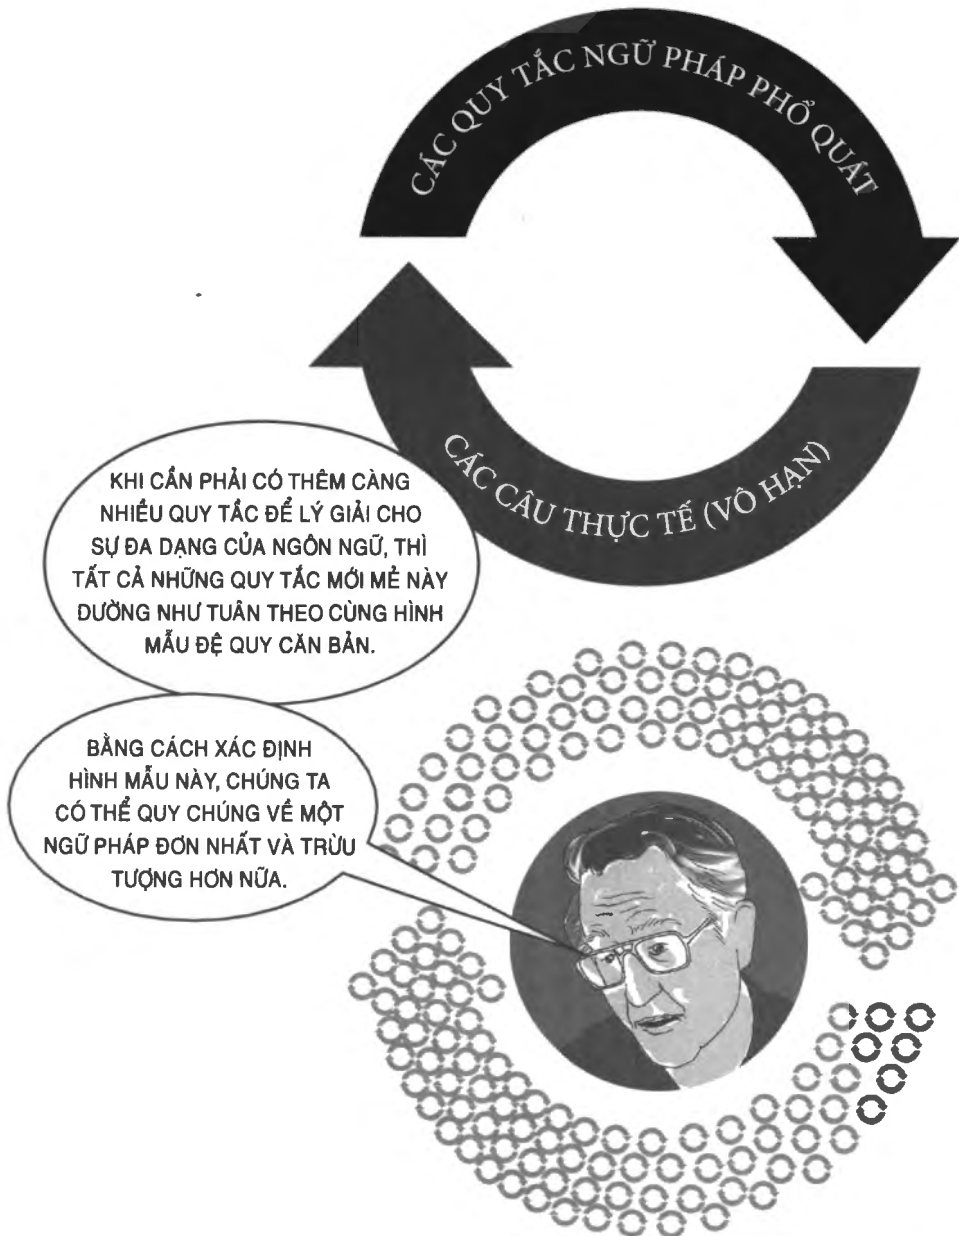 CÁC QUY TẮC NGỮ PHÁP PHỔ QUÁT
CÁC CÂU THỰC TẾ (VÔ HẠN)
KHI CẦN PHẢI CÓ THÊM CÀNG
NHIỀU QUY TẮC ĐỂ LÝ GIẢI CHO
SỰ ĐA DẠNG CỦA NGÔN NGỮ, THÌ
TẤT CẢ NHỮNG QUY TẮC MỚI MẺ NÀY
DƯỜNG NHƯ TUÂN THEO CÙNG HÌNH
MẪU ĐỆ QUY CĂN BẢN.
BẰNG CÁCH XÁC ĐỊNH
HÌNH MẪU NÀY, CHÚNG TA
CÓ THỂ QUY CHÚNG VỀ MỘT
NGỮ PHÁP ĐƠN NHẤT VÀ TRỪU
TƯỢNG HƠN NỮA.